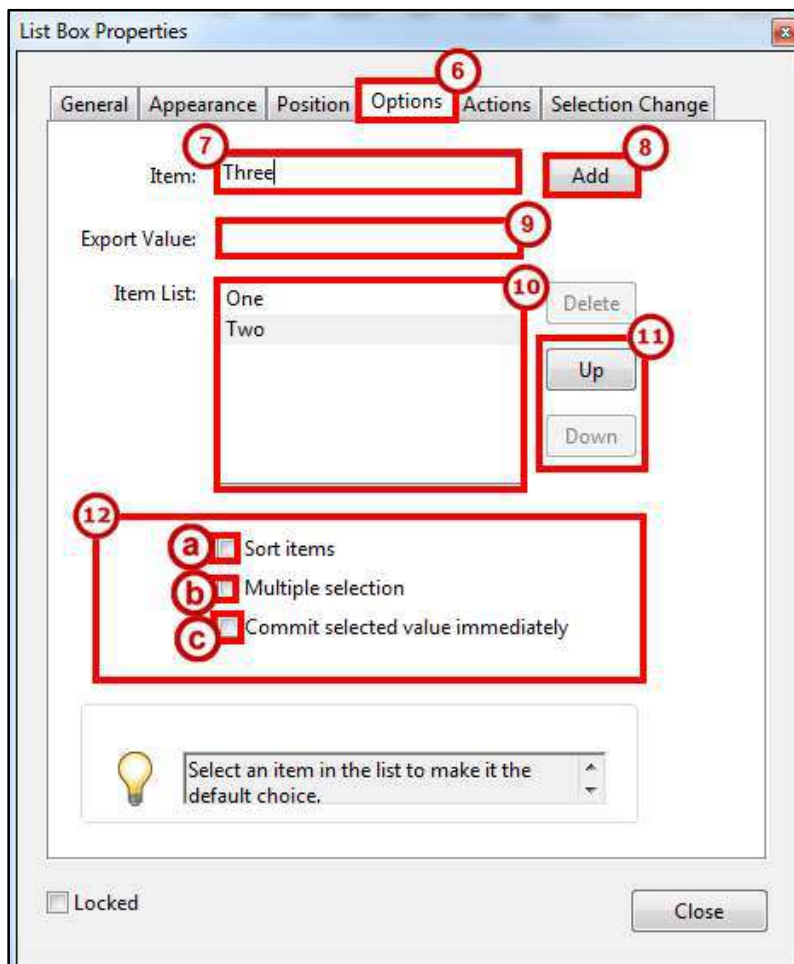 List Box Properties
x
6
General Appearance Position Options Actions Selection Change
7 8
Item: Three Add
9
Export Value:
10
Item List: One Delete
Two
11
Up
Down
12
a Sort items
b Multiple selection
c Commit selected value immediately
Select an item in the list to make it the
default choice.
Locked Close